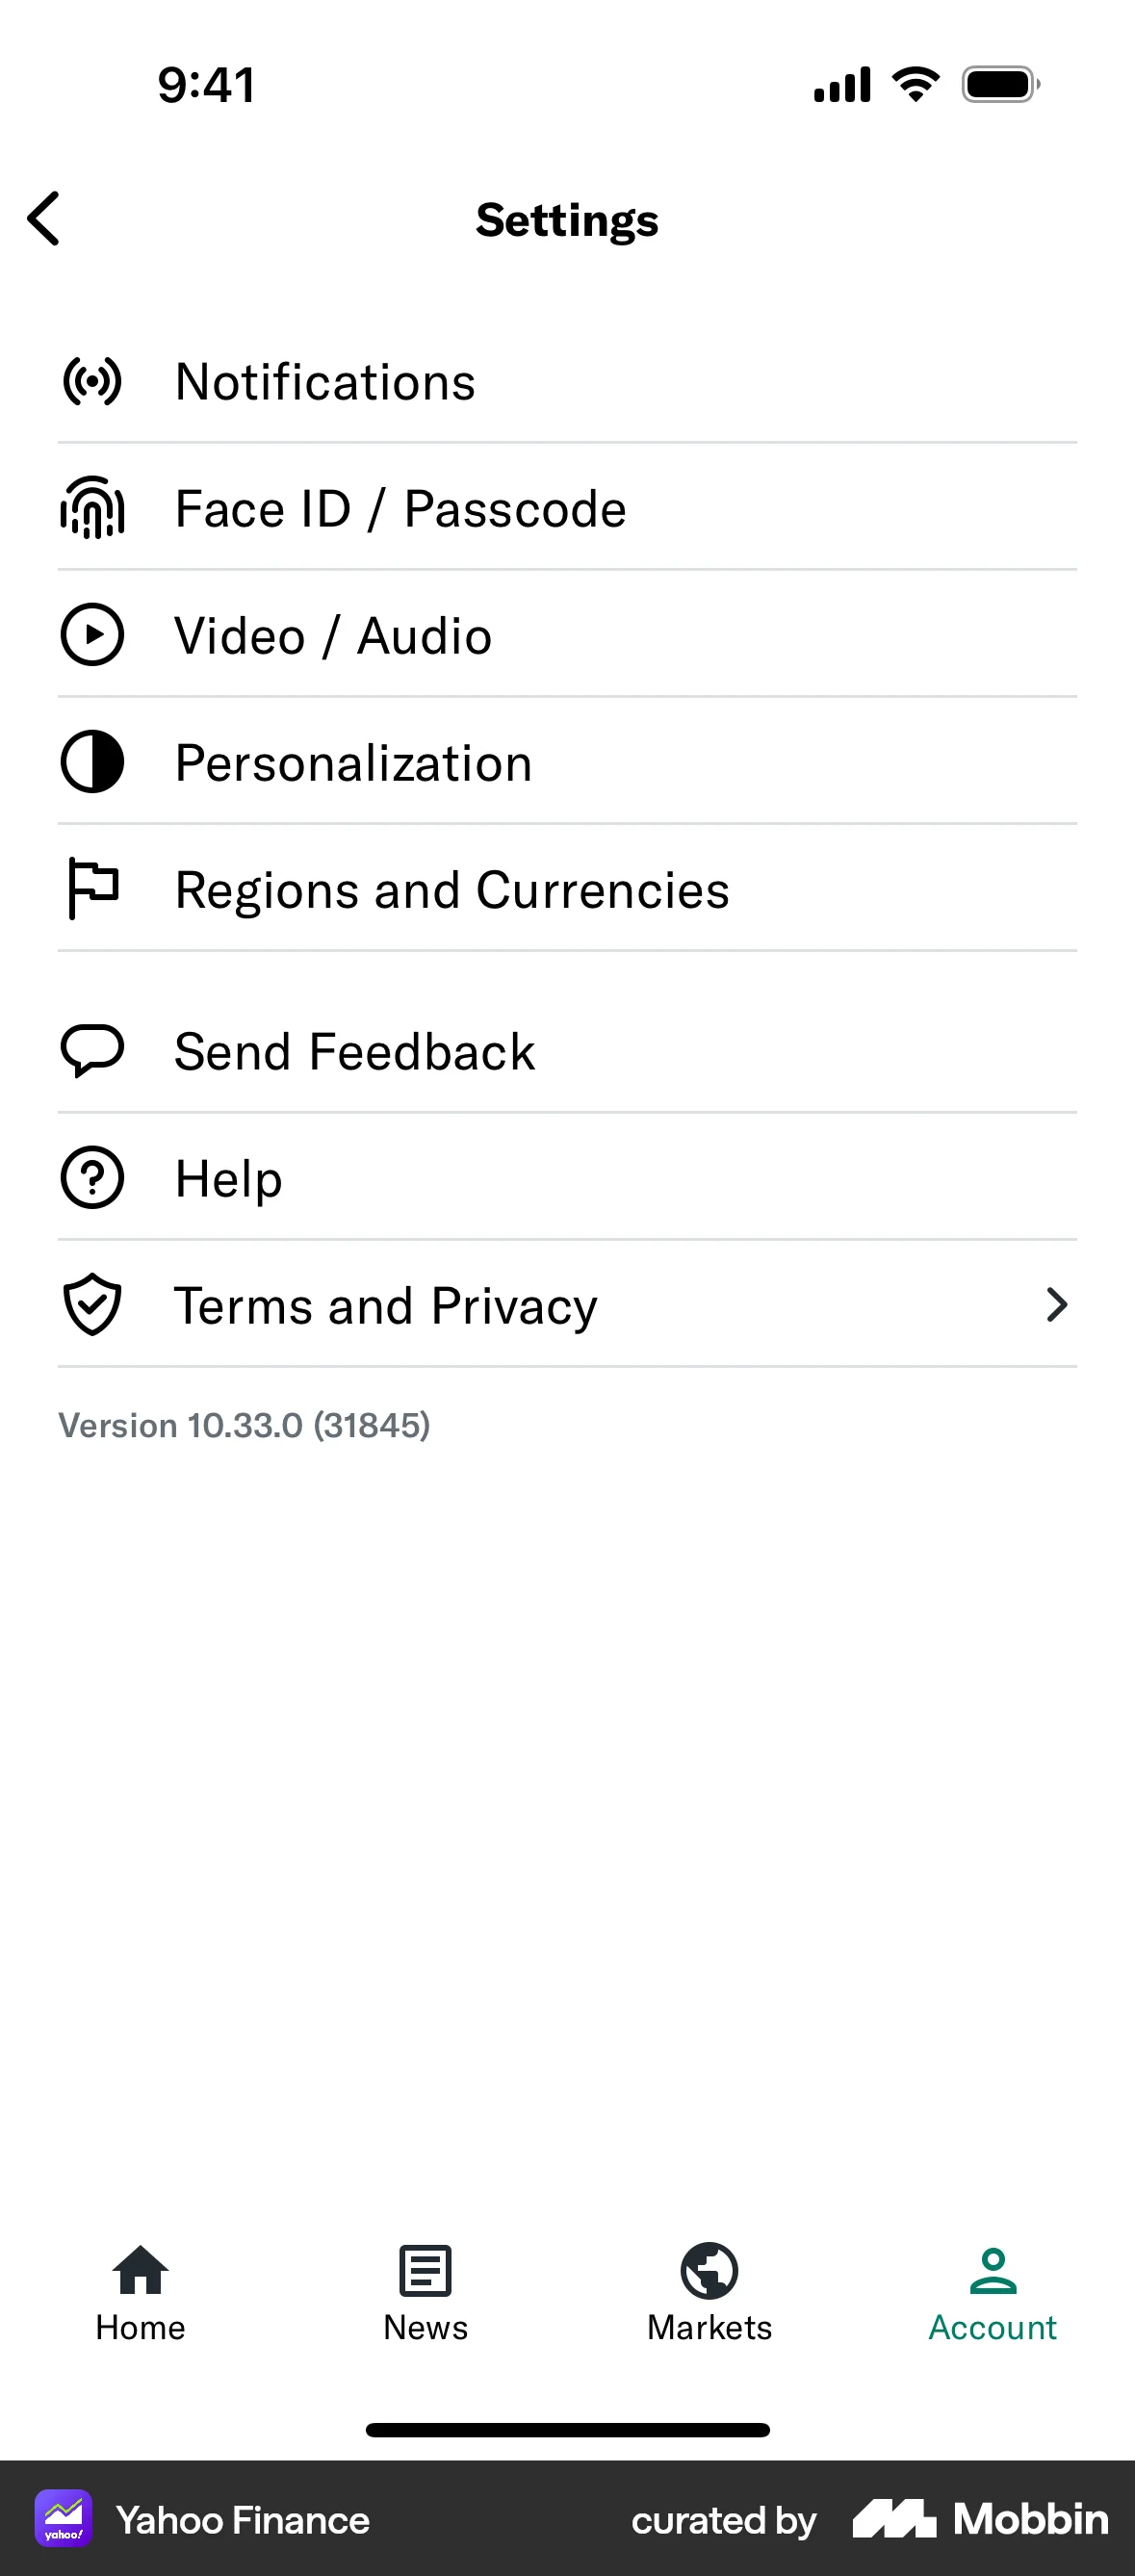 9:41
Settings
Notifications
Face ID / Passcode
Video / Audio
Personalization
Regions and Currencies
Send Feedback
Help
Terms and Privacy
Version 10.33.0 (31845)
Home News Markets Account
yahoo! Yahoo Finance curated by Mobbin